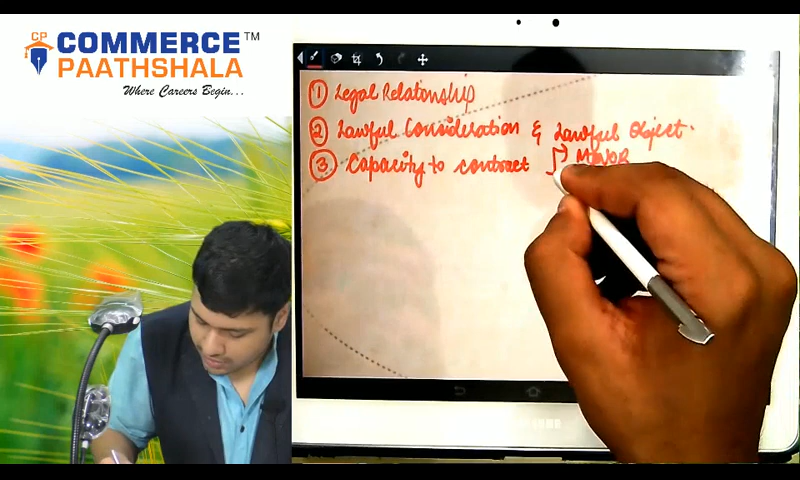 CP
COMMERCE™
PAATHSHALA
Where Careers Begin...
① Legal Relationship
② Lawful Consideration & Lawful Object.
③ Capacity to contract → MINOR